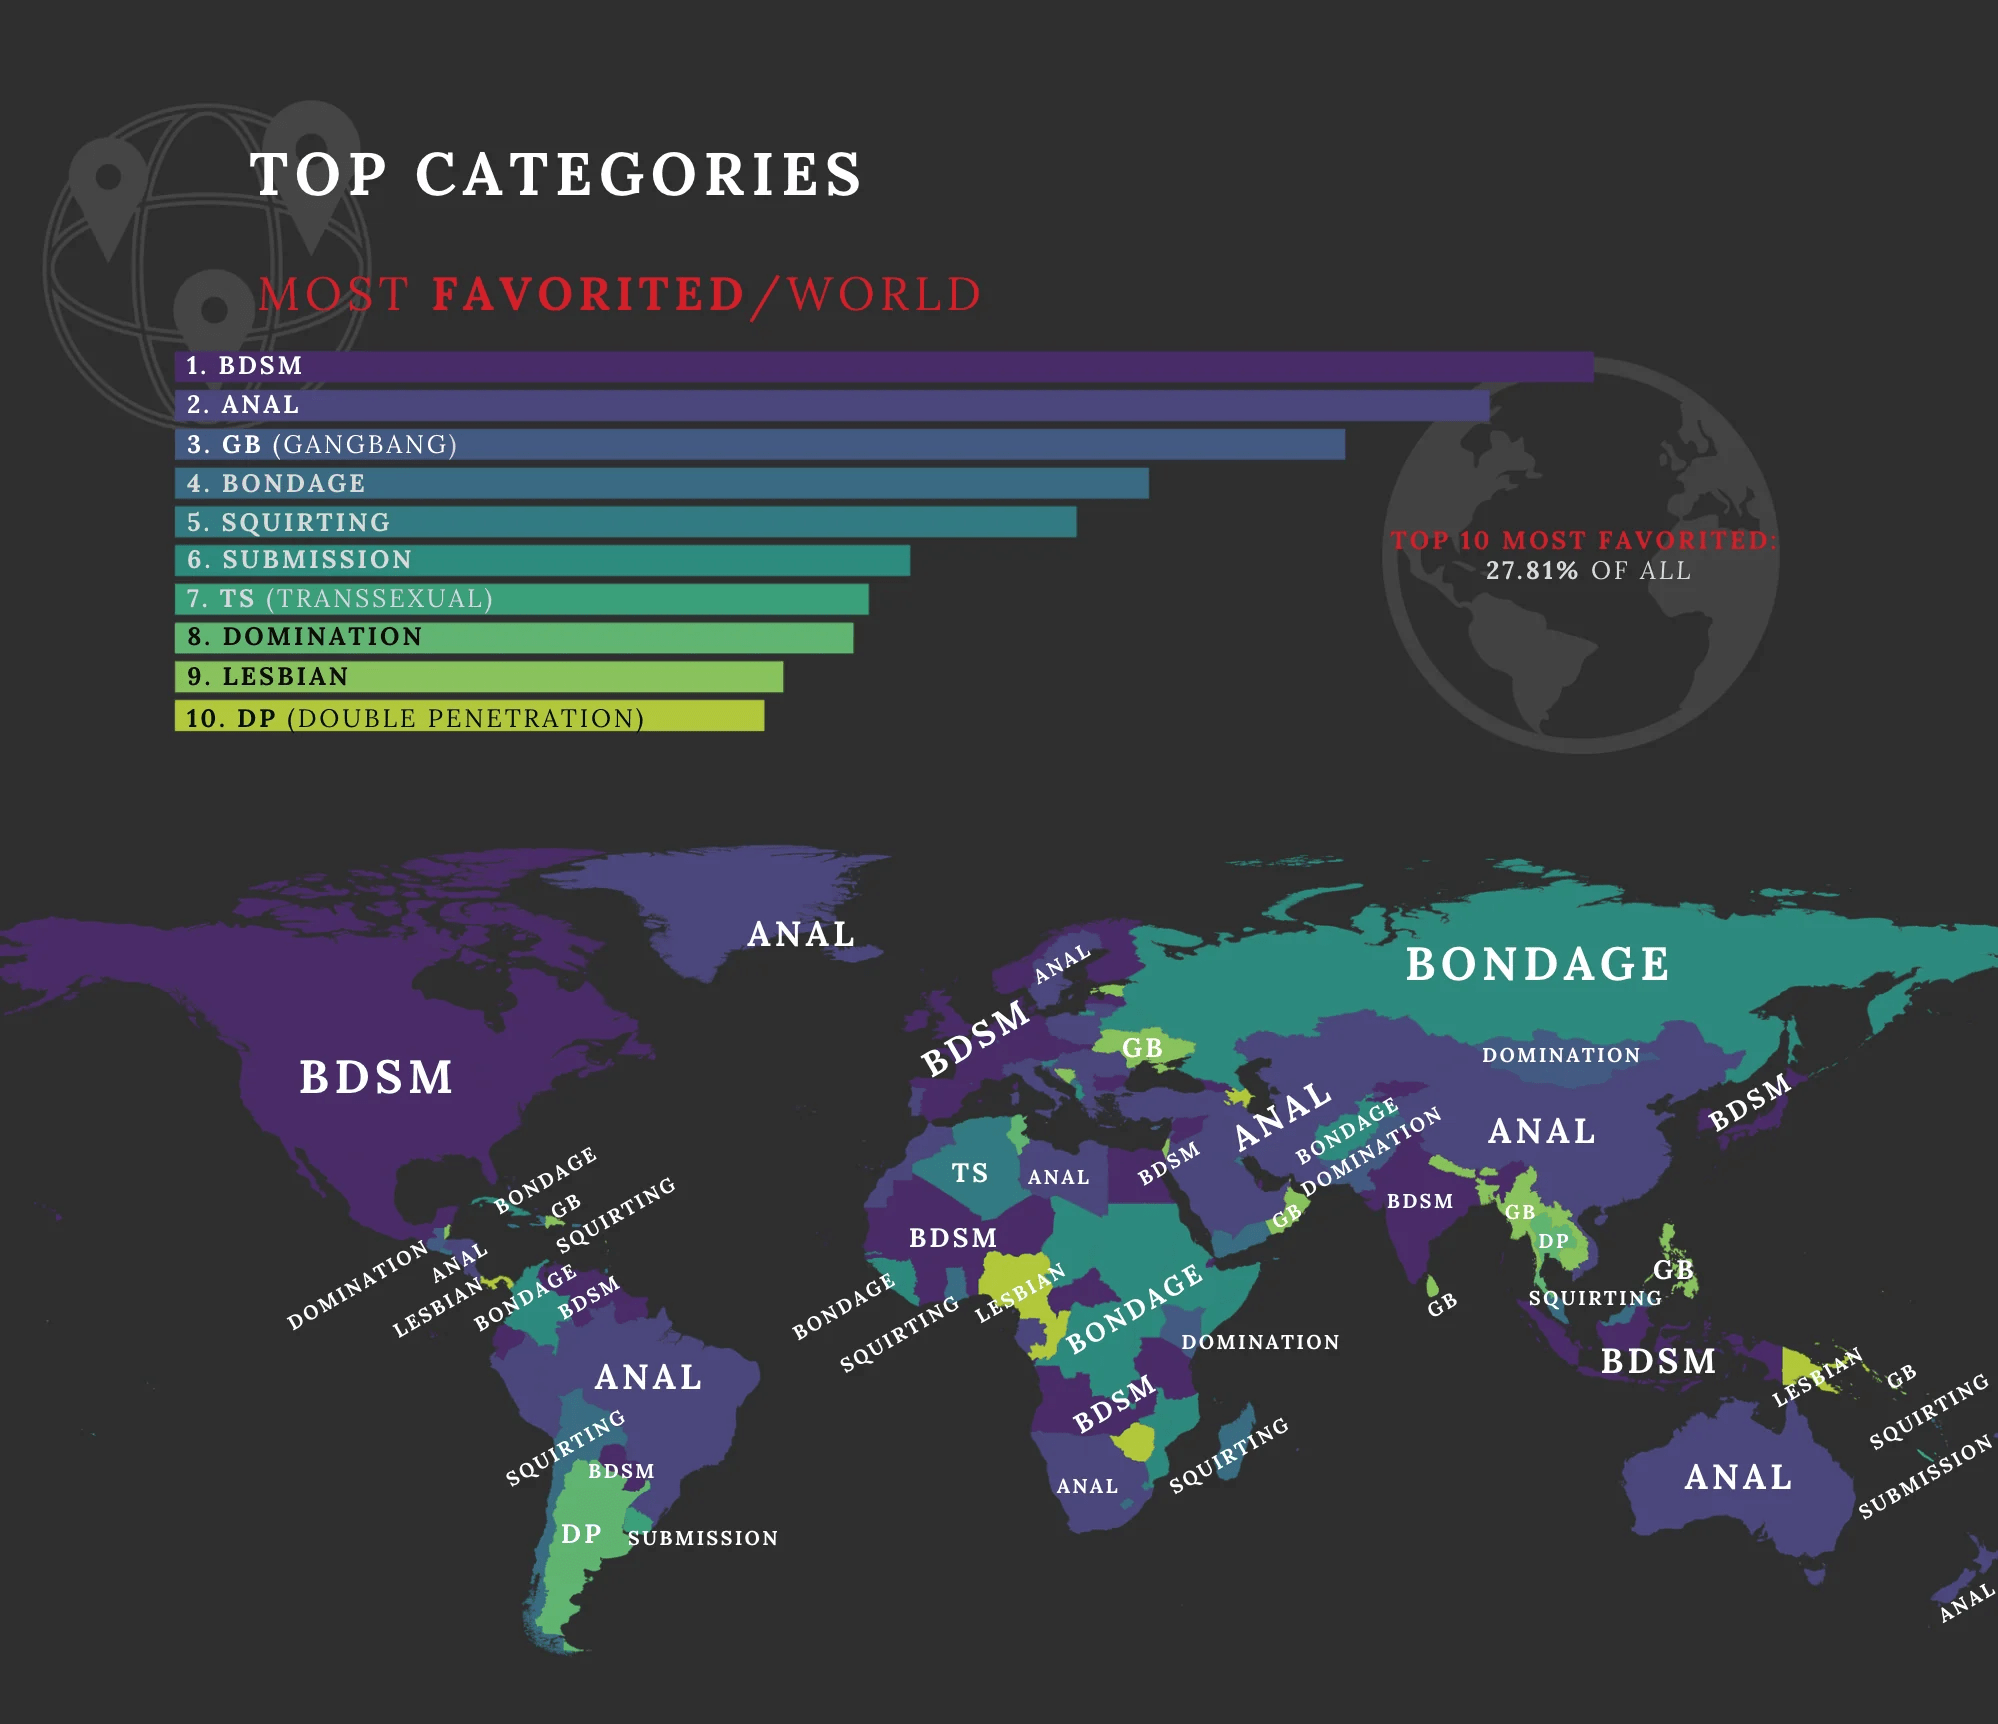 TOP CATEGORIES
MOST FAVORITED/WORLD
1. BDSM
2. ANAL
3. GB (GANGBANG)
4. BONDAGE
5. SQUIRTING
6. SUBMISSION
7. TS (TRANSSEXUAL)
8. DOMINATION
9. LESBIAN
10. DP (DOUBLE PENETRATION)
TOP 10 MOST FAVORITED:
27.81% OF ALL
ANAL
ANAL
BONDAGE
BDSM
BDSM
GB
DOMINATION
BDSM
ANAL
ANAL
BONDAGE
DOMINATION
BONDAGE
GB
SQUIRTING
TS
ANAL
BDSM
BDSM
GB
GB
DP
BDSM
GB
DOMINATION
ANAL
LESBIAN
BONDAGE
BDSM
BONDAGE
SQUIRTING
LESBIAN
BONDAGE
DOMINATION
GB
SQUIRTING
BDSM
LESBIAN
GB
SQUIRTING
SUBMISSION
ANAL
SQUIRTING
BDSM
DP
SUBMISSION
BDSM
ANAL
SQUIRTING
ANAL
ANAL